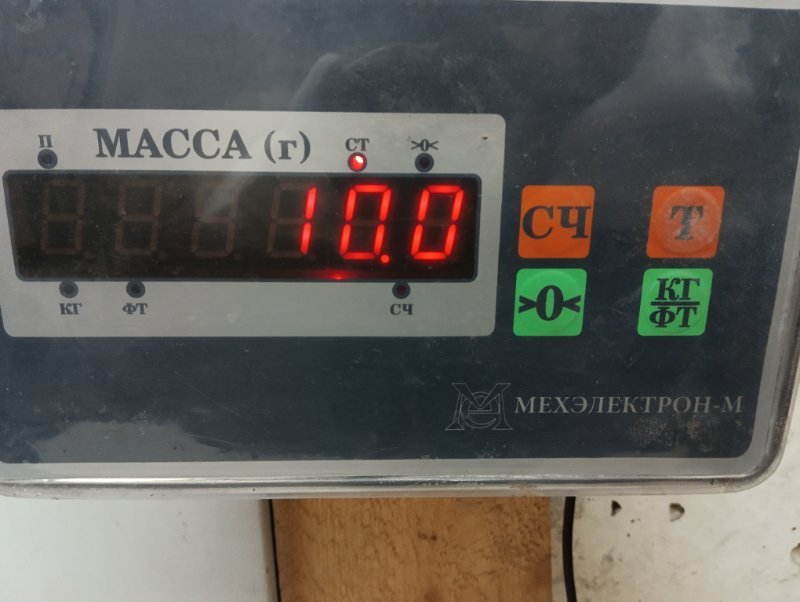 П МАССА (г) СТ >0<
10.0
КГ ФТ СЧ
СЧ Т
>0< КГ
ФТ
МЕХЭЛЕКТРОН-М